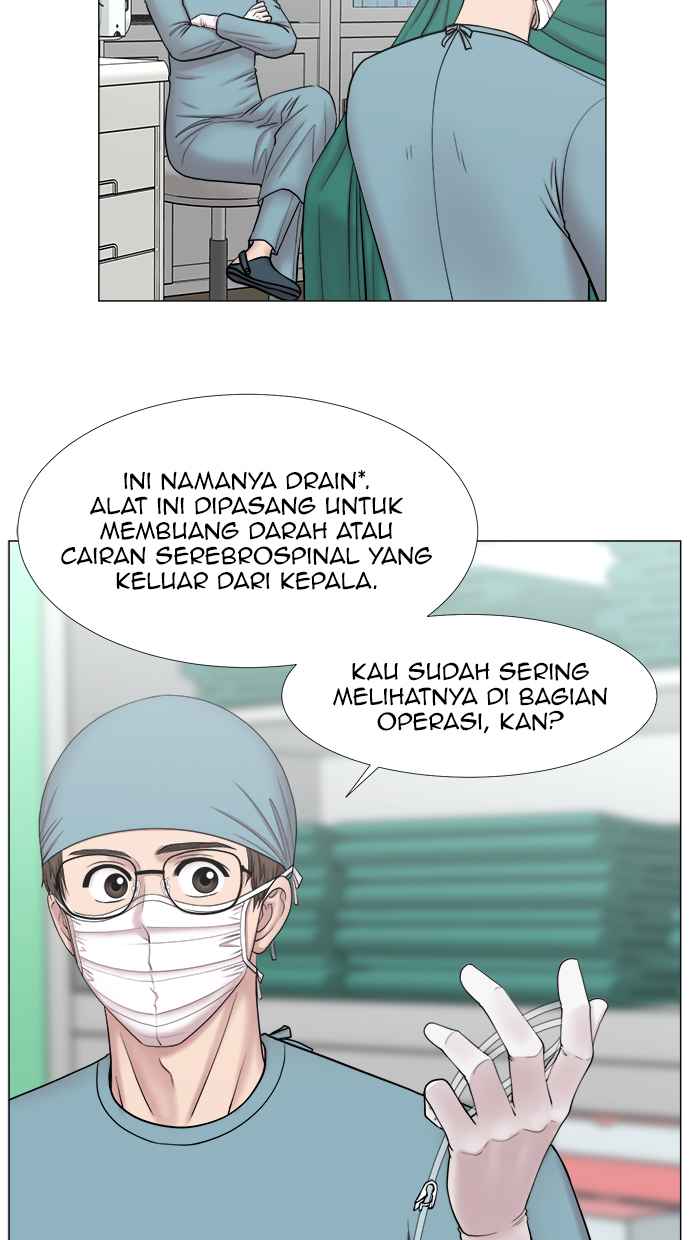 INI NAMANYA DRAIN*.
ALAT INI DIPASANG UNTUK
MEMBUANG DARAH ATAU
CAIRAN SEREBROSPINAL YANG
KELUAR DARI KEPALA.
KAU SUDAH SERING
MELIHATNYA DI BAGIAN
OPERASI, KAN?